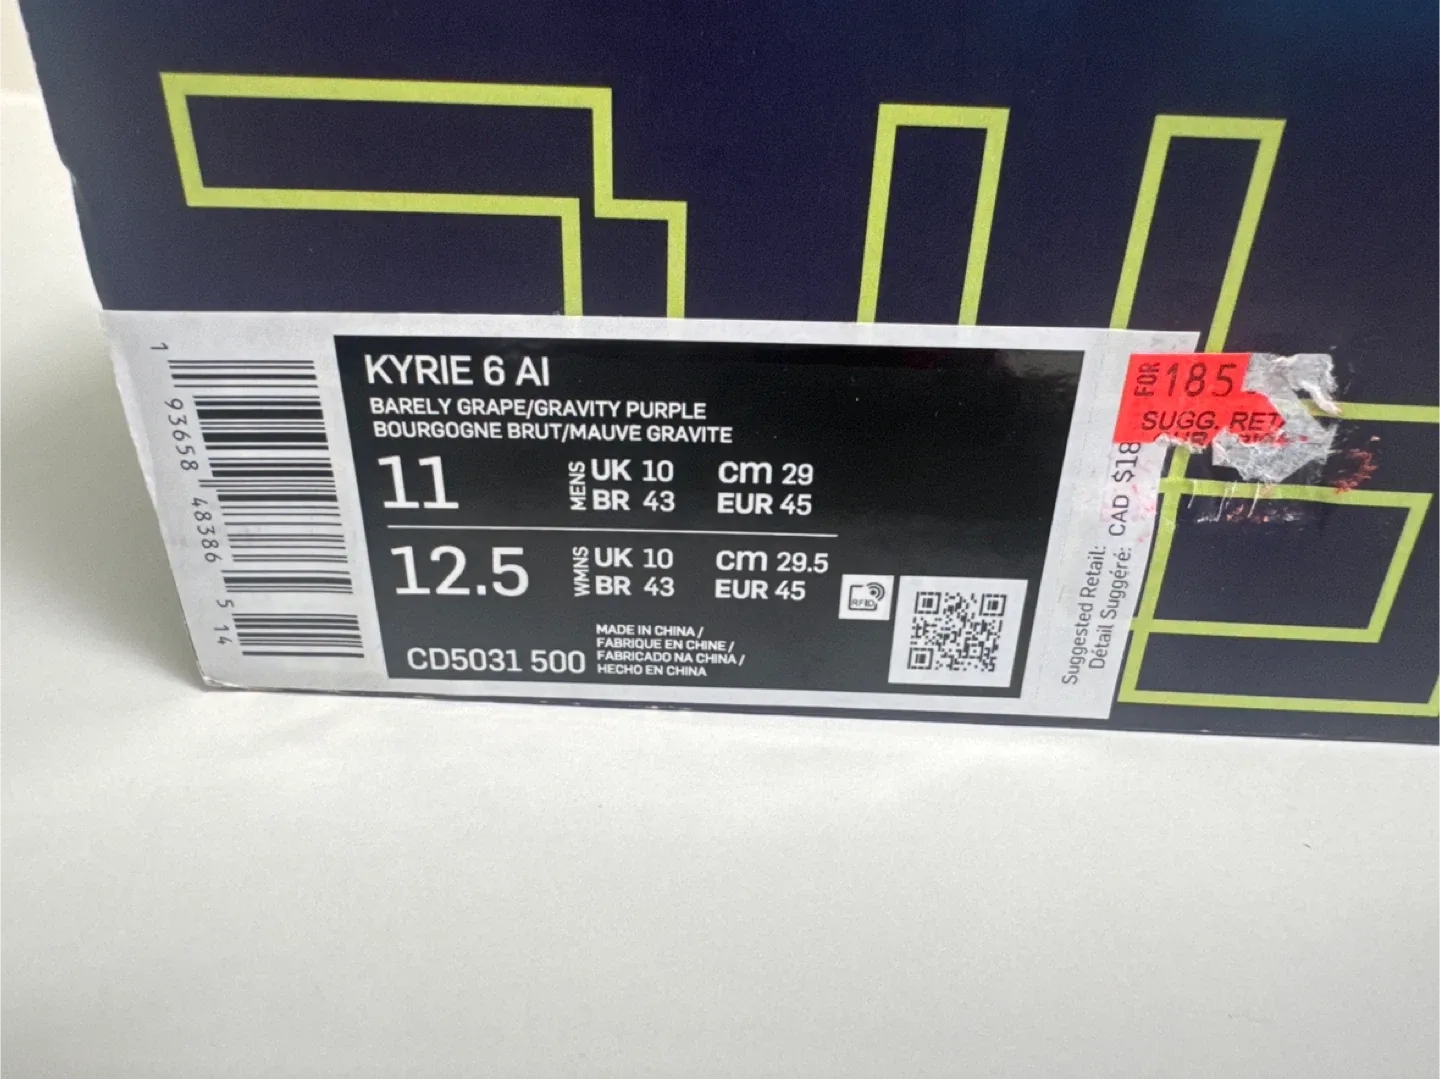 KYRIE 6 AI
BARELY GRAPE/GRAVITY PURPLE
BOURGOGNE BRUT/MAUVE GRAVITE
11
MENS
UK 10 cm 29
BR 43 EUR 45
12.5
WMNS
UK 10 cm 29.5
BR 43 EUR 45
CD5031 500
MADE IN CHINA /
FABRIQUE EN CHINE /
FABRICADO NA CHINA /
HECHO EN CHINA
RFID
1 93658 48386 5 14
Suggested Retail:
Détail Suggéré: CAD $18
FOR
185
SUGG. RET